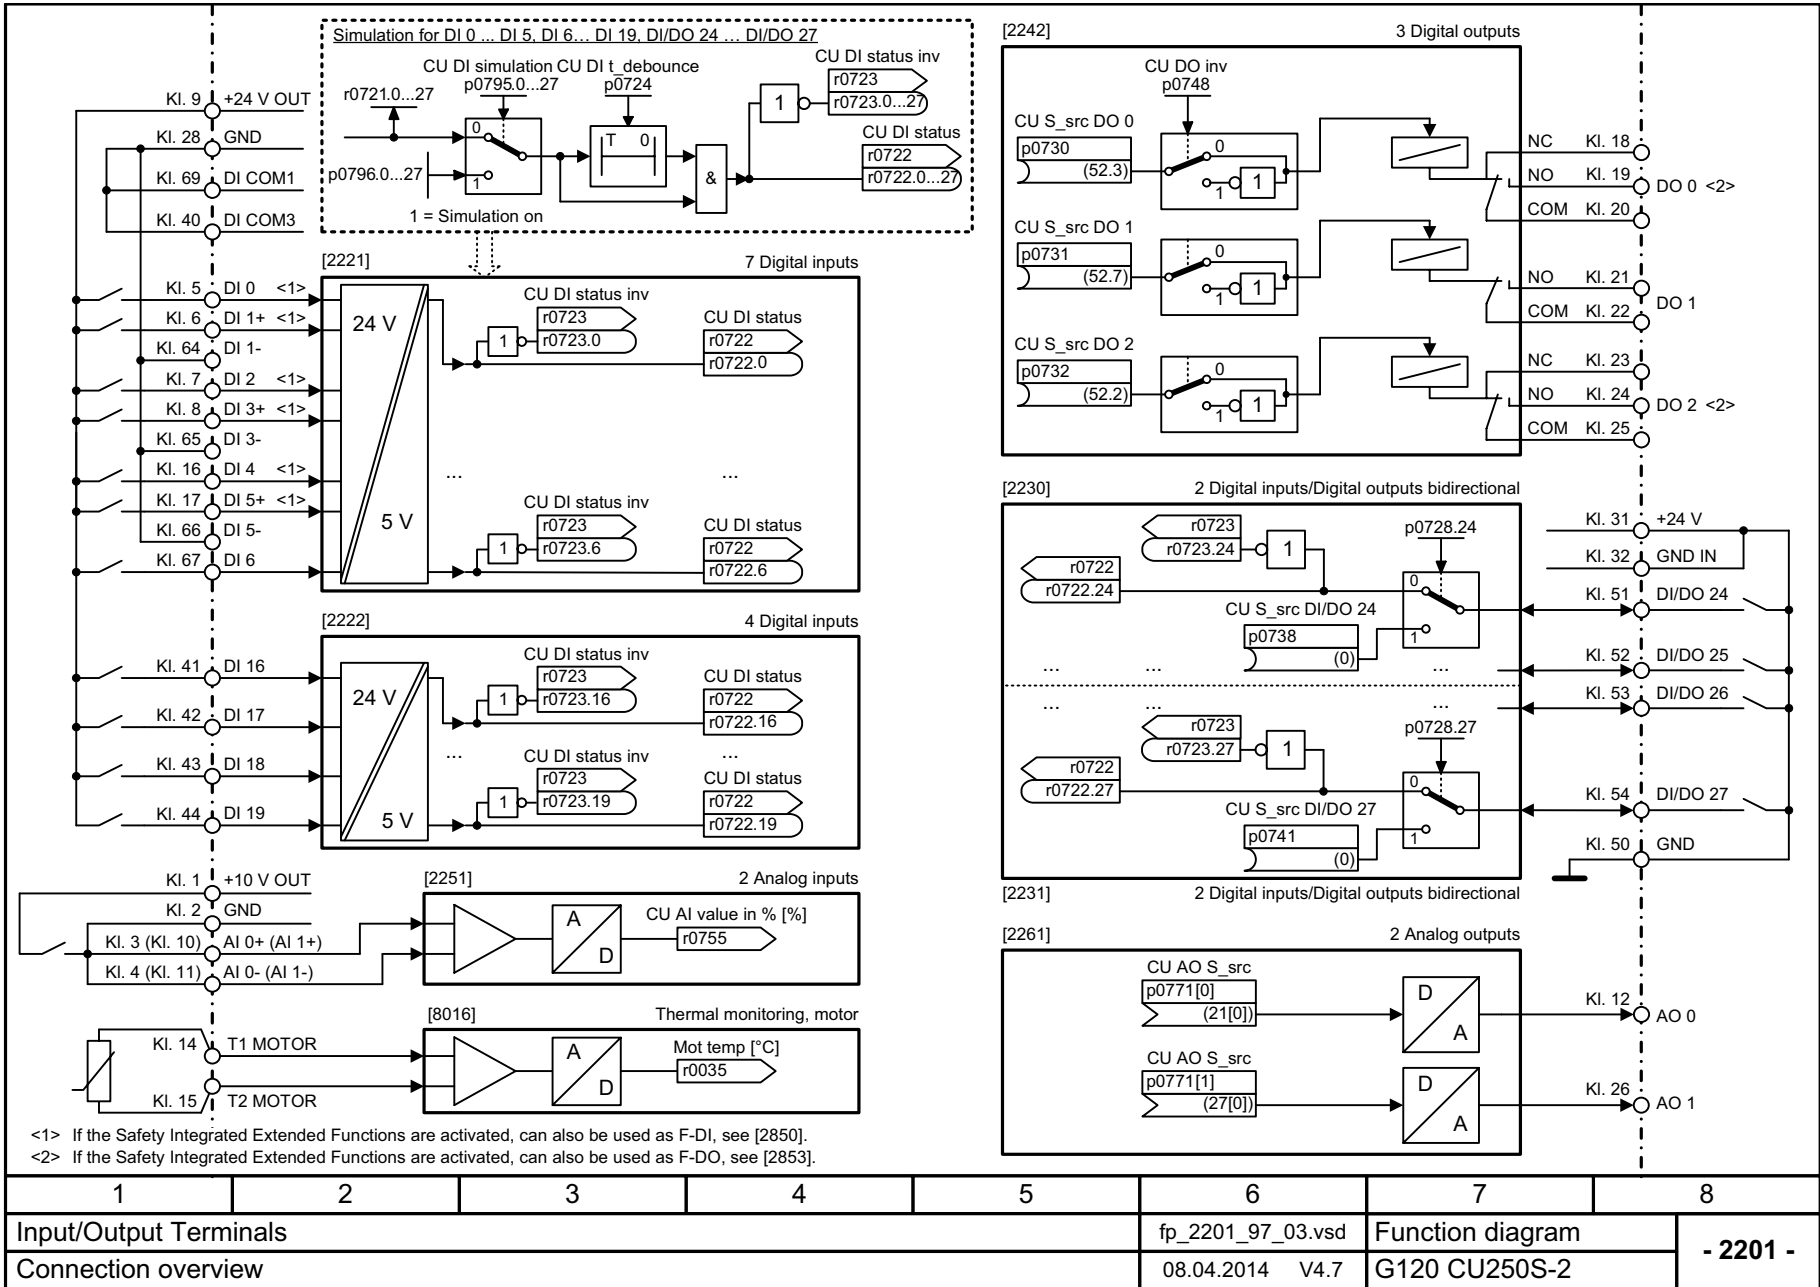 Simulation for DI 0 ... DI 5, DI 6... DI 19, DI/DO 24 ... DI/DO 27
CU DI simulation
p0795.0...27
CU DI t_debounce
p0724
r0721.0...27
p0796.0...27
0
1
T 0
&
1
1 = Simulation on
CU DI status inv
r0723
r0723.0...27
CU DI status
r0722
r0722.0...27
Kl. 9 +24 V OUT
Kl. 28 GND
Kl. 69 DI COM1
Kl. 40 DI COM3
Kl. 5 DI 0 <1>
Kl. 6 DI 1+ <1>
Kl. 64 DI 1-
Kl. 7 DI 2 <1>
Kl. 8 DI 3+ <1>
Kl. 65 DI 3-
Kl. 16 DI 4 <1>
Kl. 17 DI 5+ <1>
Kl. 66 DI 5-
Kl. 67 DI 6
[2221] 7 Digital inputs
24 V
5 V
CU DI status inv
1
r0723
r0723.0
CU DI status
r0722
r0722.0
... ...
CU DI status inv
1
r0723
r0723.6
CU DI status
r0722
r0722.6
Kl. 41 DI 16
Kl. 42 DI 17
Kl. 43 DI 18
Kl. 44 DI 19
[2222] 4 Digital inputs
24 V
5 V
CU DI status inv
1
r0723
r0723.16
CU DI status
r0722
r0722.16
... ...
CU DI status inv
1
r0723
r0723.19
CU DI status
r0722
r0722.19
Kl. 1 +10 V OUT
Kl. 2 GND
Kl. 3 (Kl. 10) AI 0+ (AI 1+)
Kl. 4 (Kl. 11) AI 0- (AI 1-)
[2251] 2 Analog inputs
A
D
CU AI value in % [%]
r0755
Kl. 14 T1 MOTOR
Kl. 15 T2 MOTOR
[8016] Thermal monitoring, motor
A
D
Mot temp [°C]
r0035
<1> If the Safety Integrated Extended Functions are activated, can also be used as F-DI, see [2850].
<2> If the Safety Integrated Extended Functions are activated, can also be used as F-DO, see [2853].
[2242] 3 Digital outputs
CU DO inv
p0748
CU S_src DO 0
p0730
(52.3)
0
1
1
NC Kl. 18
NO Kl. 19
DO 0 <2>
COM Kl. 20
CU S_src DO 1
p0731
(52.7)
0
1
1
NO Kl. 21
DO 1
COM Kl. 22
CU S_src DO 2
p0732
(52.2)
0
1
1
NC Kl. 23
NO Kl. 24
DO 2 <2>
COM Kl. 25
[2230] 2 Digital inputs/Digital outputs bidirectional
r0723
r0723.24
1
p0728.24
r0722
r0722.24
0
1
CU S_src DI/DO 24
p0738
(0)
Kl. 31 +24 V
Kl. 32 GND IN
Kl. 51 DI/DO 24
... ... ...
Kl. 52 DI/DO 25
... ... ...
Kl. 53 DI/DO 26
r0723
r0723.27
1
p0728.27
r0722
r0722.27
0
1
CU S_src DI/DO 27
p0741
(0)
Kl. 54 DI/DO 27
Kl. 50 GND
[2231] 2 Digital inputs/Digital outputs bidirectional
[2261] 2 Analog outputs
CU AO S_src
p0771[0]
(21[0])
D
A
Kl. 12
AO 0
CU AO S_src
p0771[1]
(27[0])
D
A
Kl. 26
AO 1
1 2 3 4 5 6 7 8
Input/Output Terminals fp_2201_97_03.vsd Function diagram
- 2201 -
Connection overview 08.04.2014 V4.7 G120 CU250S-2